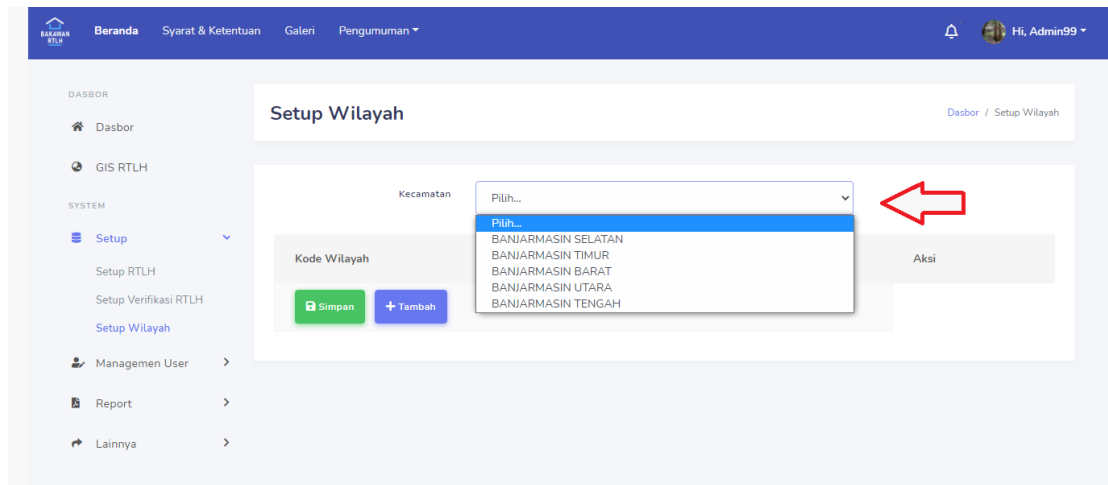 BAKAWAN
RTLH
Beranda Syarat & Ketentuan Galeri Pengumuman
Hi, Admin99
DASBOR
Dasbor
GIS RTLH
SYSTEM
Setup
Setup RTLH
Setup Verifikasi RTLH
Setup Wilayah
Managemen User
Report
Lainnya
Setup Wilayah
Dasbor / Setup Wilayah
Kecamatan
Pilih...
Pilih...
BANJARMASIN SELATAN
BANJARMASIN TIMUR
BANJARMASIN BARAT
BANJARMASIN UTARA
BANJARMASIN TENGAH
Kode Wilayah
Aksi
Simpan
+ Tambah